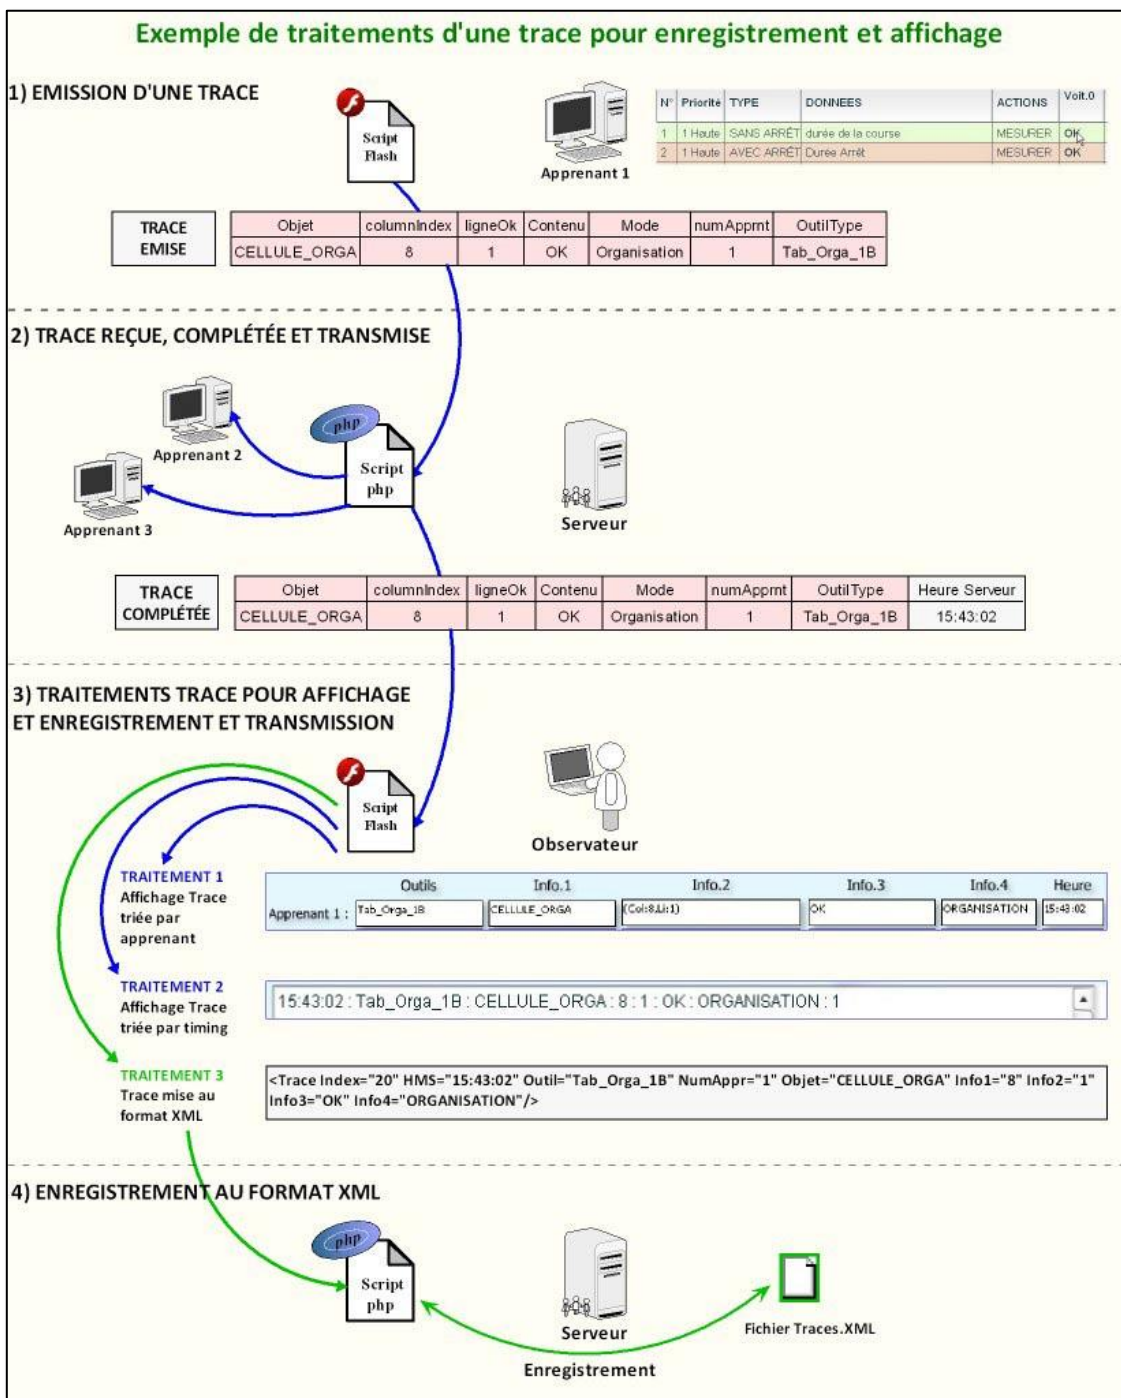 Exemple de traitements d'une trace pour enregistrement et affichage
1) EMISSION D'UNE TRACE
Script
Flash
Apprenant 1
N° Priorité TYPE DONNEES ACTIONS Voit.0
1 1 Haute SANS ARRÊT durée de la course MESURER OK
2 1 Haute AVEC ARRÊT Durée Arrêt MESURER OK
TRACE
EMISE
Objet columnIndex ligneOk Contenu Mode numApprnt OutilType
CELLULE_ORGA 8 1 OK Organisation 1 Tab_Orga_1B
2) TRACE REÇUE, COMPLÉTÉE ET TRANSMISE
Apprenant 2
Apprenant 3
php
Script
php
Serveur
TRACE
COMPLÉTÉE
Objet columnIndex ligneOk Contenu Mode numApprnt OutilType Heure Serveur
CELLULE_ORGA 8 1 OK Organisation 1 Tab_Orga_1B 15:43:02
3) TRAITEMENTS TRACE POUR AFFICHAGE
ET ENREGISTREMENT ET TRANSMISSION
Script
Flash
Observateur
TRAITEMENT 1
Affichage Trace
triée par
apprenant
Outils Info.1 Info.2 Info.3 Info.4 Heure
Apprenant 1 : Tab_Orga_1B CELLULE_ORGA (Col:8,Li:1) OK ORGANISATION 15:43:02
TRAITEMENT 2
Affichage Trace
triée par timing
15:43:02 : Tab_Orga_1B : CELLULE_ORGA : 8 : 1 : OK : ORGANISATION : 1
TRAITEMENT 3
Trace mise au
format XML
<Trace Index="20" HMS="15:43:02" Outil="Tab_Orga_1B" NumAppr="1" Objet="CELLULE_ORGA" Info1="8" Info2="1"
Info3="OK" Info4="ORGANISATION"/>
4) ENREGISTREMENT AU FORMAT XML
php
Script
php
Serveur
Fichier Traces.XML
Enregistrement